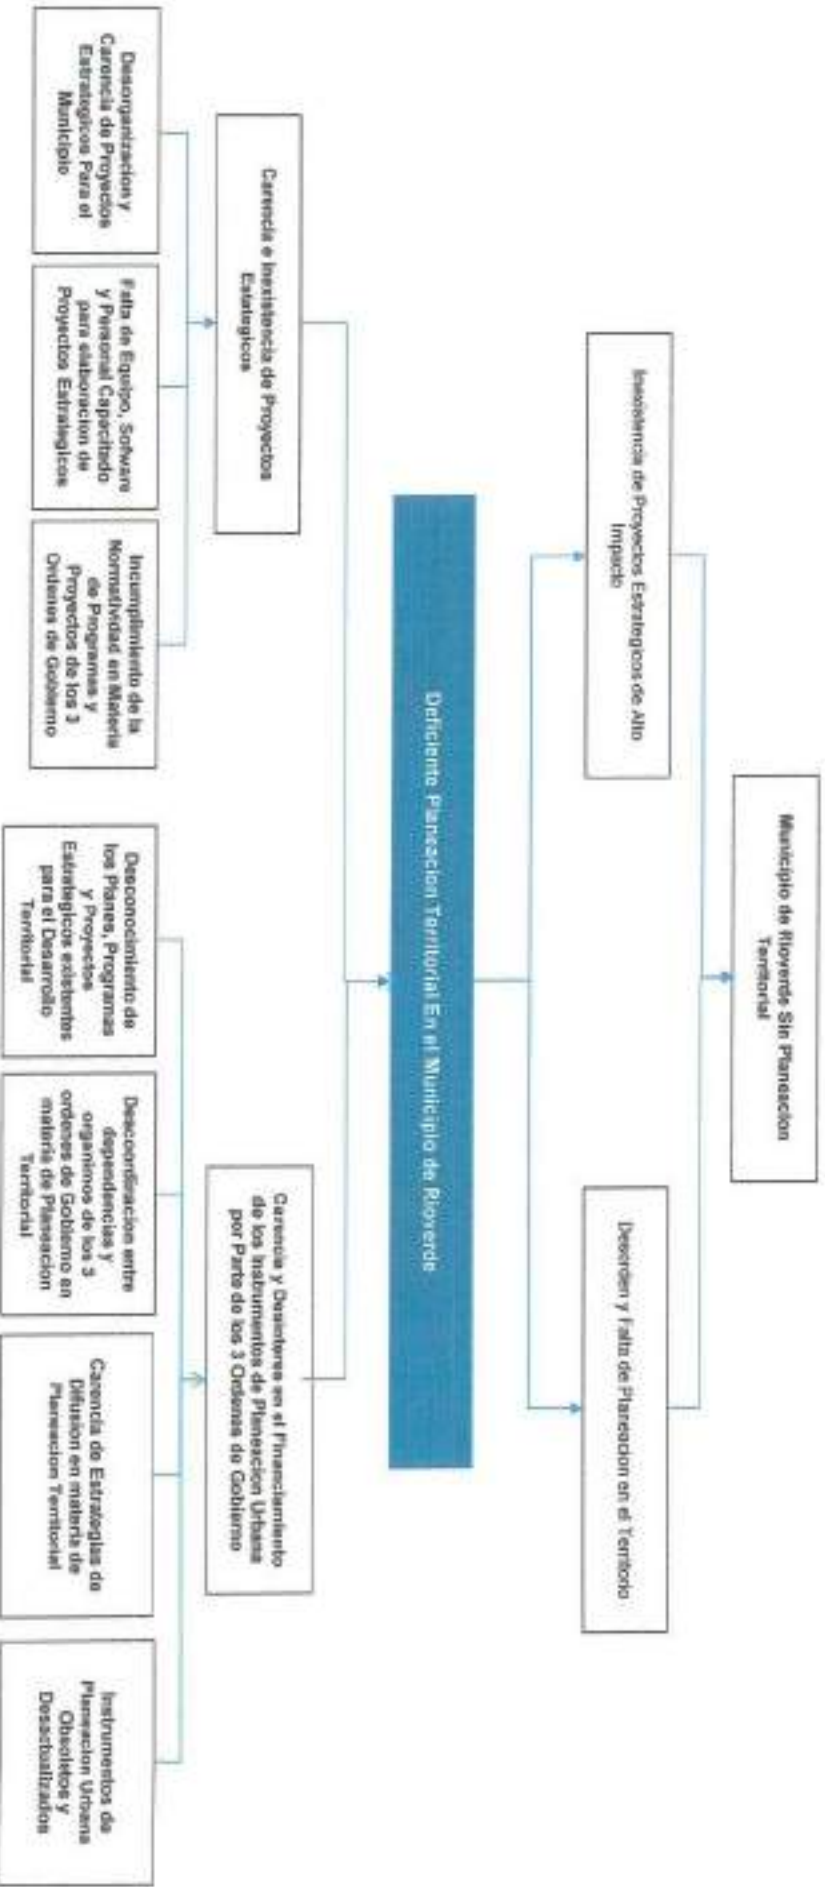 Municipio de Rioverde Sin Planeacion
Territorial
Inexistencia de Proyectos Estrategicos de Alto
Impacto
Desorden y Falta de Planeacion en el Territorio
Deficiente Planeacion Territorial En el Municipio de Rioverde
Carencia e Inexistencia de Proyectos
Estategicos
Carencia y Desinteres en el Financiamiento
de los Instrumentos de Planeacion Urbana
por Parte de los 3 Ordenes de Gobierno
Desorganizacion y
Carencia de Proyectos
Estrategicos Para el
Municipio
Falta de Equipo, Sofware
y Personal Capacitado
para elaboracion de
Proyectos Estrategicos
Incumplimiento de la
Normatividad en Materia
de Programas y
Proyectos de los 3
Ordenes de Gobierno
Desconocimiento de
los Planes, Programas
y Proyectos
Estrategicos existentes
para el Desarrollo
Territorial
Descoordinacion entre
dependencias y
organimos de los 3
ordenes de Gobierno en
materia de Planeacion
Territorial
Carencia de Estrategias de
Difusion en materia de
Planeacion Territorial
Instrumentos de
Planeacion Urbana
Obsoletos y
Desactualizados